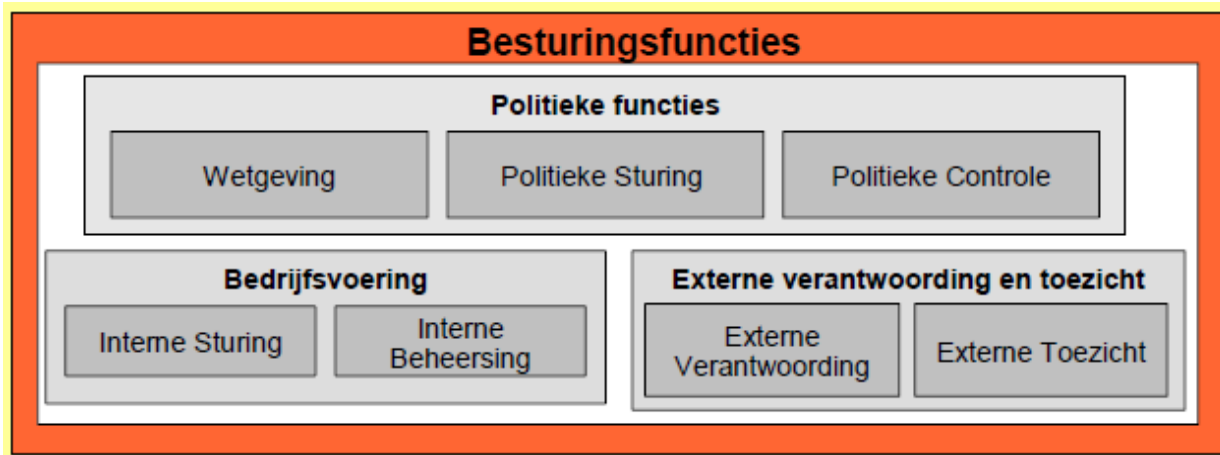 Besturingsfuncties
Politieke functies
Wetgeving
Politieke Sturing
Politieke Controle
Bedrijfsvoering
Interne Sturing
Interne
Beheersing
Externe verantwoording en toezicht
Externe
Verantwoording
Externe Toezicht